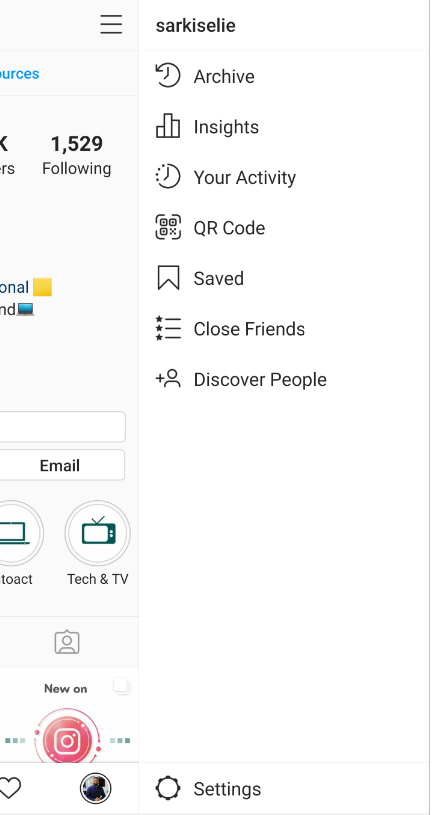 sarkiselie
ources
K
1,529
ers
Following
onal
nd
Email
toact
Tech & TV
New on
Archive
Insights
Your Activity
QR Code
Saved
Close Friends
Discover People
Settings